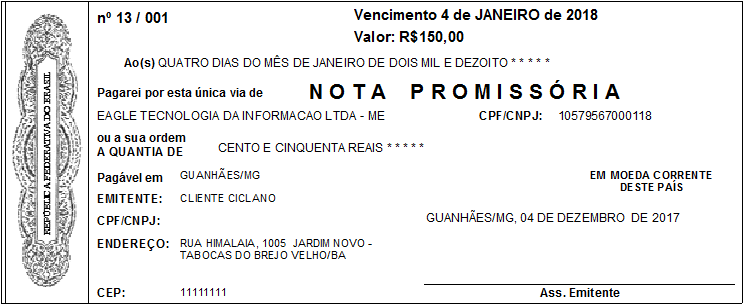 REPÚBLICA FEDERATIVA DO BRASIL
nº 13 / 001
Vencimento 4 de JANEIRO de 2018
Valor: R$150,00
Ao(s) QUATRO DIAS DO MÊS DE JANEIRO DE DOIS MIL E DEZOITO * * * * *
Pagarei por esta única via de NOTA PROMISSÓRIA
EAGLE TECNOLOGIA DA INFORMACAO LTDA - ME CPF/CNPJ: 10579567000118
ou a sua ordem
A QUANTIA DE CENTO E CINQUENTA REAIS * * * * *
Pagável em GUANHÃES/MG
EM MOEDA CORRENTE
DESTE PAÍS
EMITENTE: CLIENTE CICLANO
CPF/CNPJ:
GUANHÃES/MG, 04 DE DEZEMBRO DE 2017
ENDEREÇO: RUA HIMALAIA, 1005 JARDIM NOVO -
TABOCAS DO BREJO VELHO/BA
CEP: 11111111
Ass. Emitente